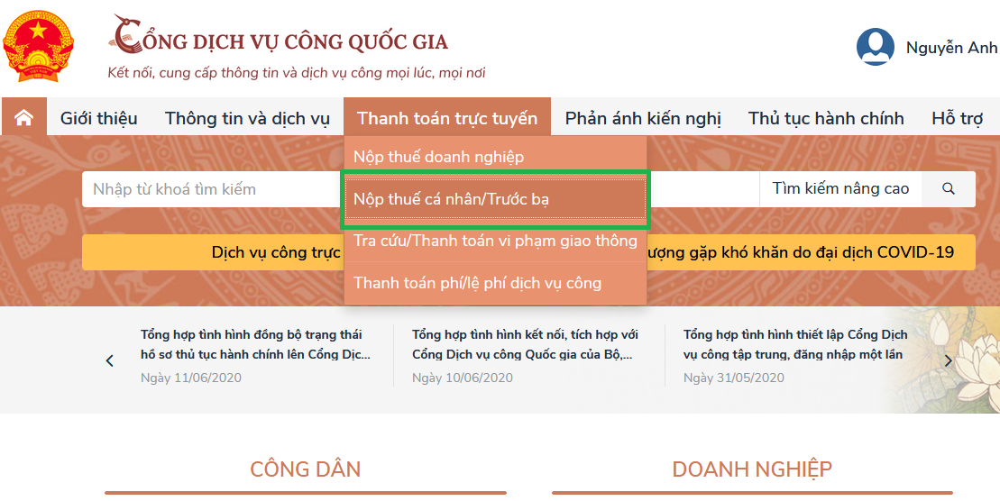 CỔNG DỊCH VỤ CÔNG QUỐC GIA
Kết nối, cung cấp thông tin và dịch vụ công mọi lúc, mọi nơi
Nguyễn Anh
Giới thiệu Thông tin và dịch vụ Thanh toán trực tuyến Phản ánh kiến nghị Thủ tục hành chính Hỗ trợ
Nộp thuế doanh nghiệp
Nhập từ khoá tìm kiếm
Nộp thuế cá nhân/Trước bạ
Tìm kiếm nâng cao
Tra cứu/Thanh toán vi phạm giao thông
Dịch vụ công trực
ượng gặp khó khăn do đại dịch COVID-19
Thanh toán phí/lệ phí dịch vụ công
Tổng hợp tình hình đồng bộ trạng thái
hồ sơ thủ tục hành chính lên Cổng Dịc...
Ngày 11/06/2020
Tổng hợp tình hình kết nối, tích hợp với
Cổng Dịch vụ công Quốc gia của Bộ,...
Ngày 10/06/2020
Tổng hợp tình hình thiết lập Cổng Dịch
vụ công tập trung, đăng nhập một lần
Ngày 31/05/2020
CÔNG DÂN
DOANH NGHIỆP